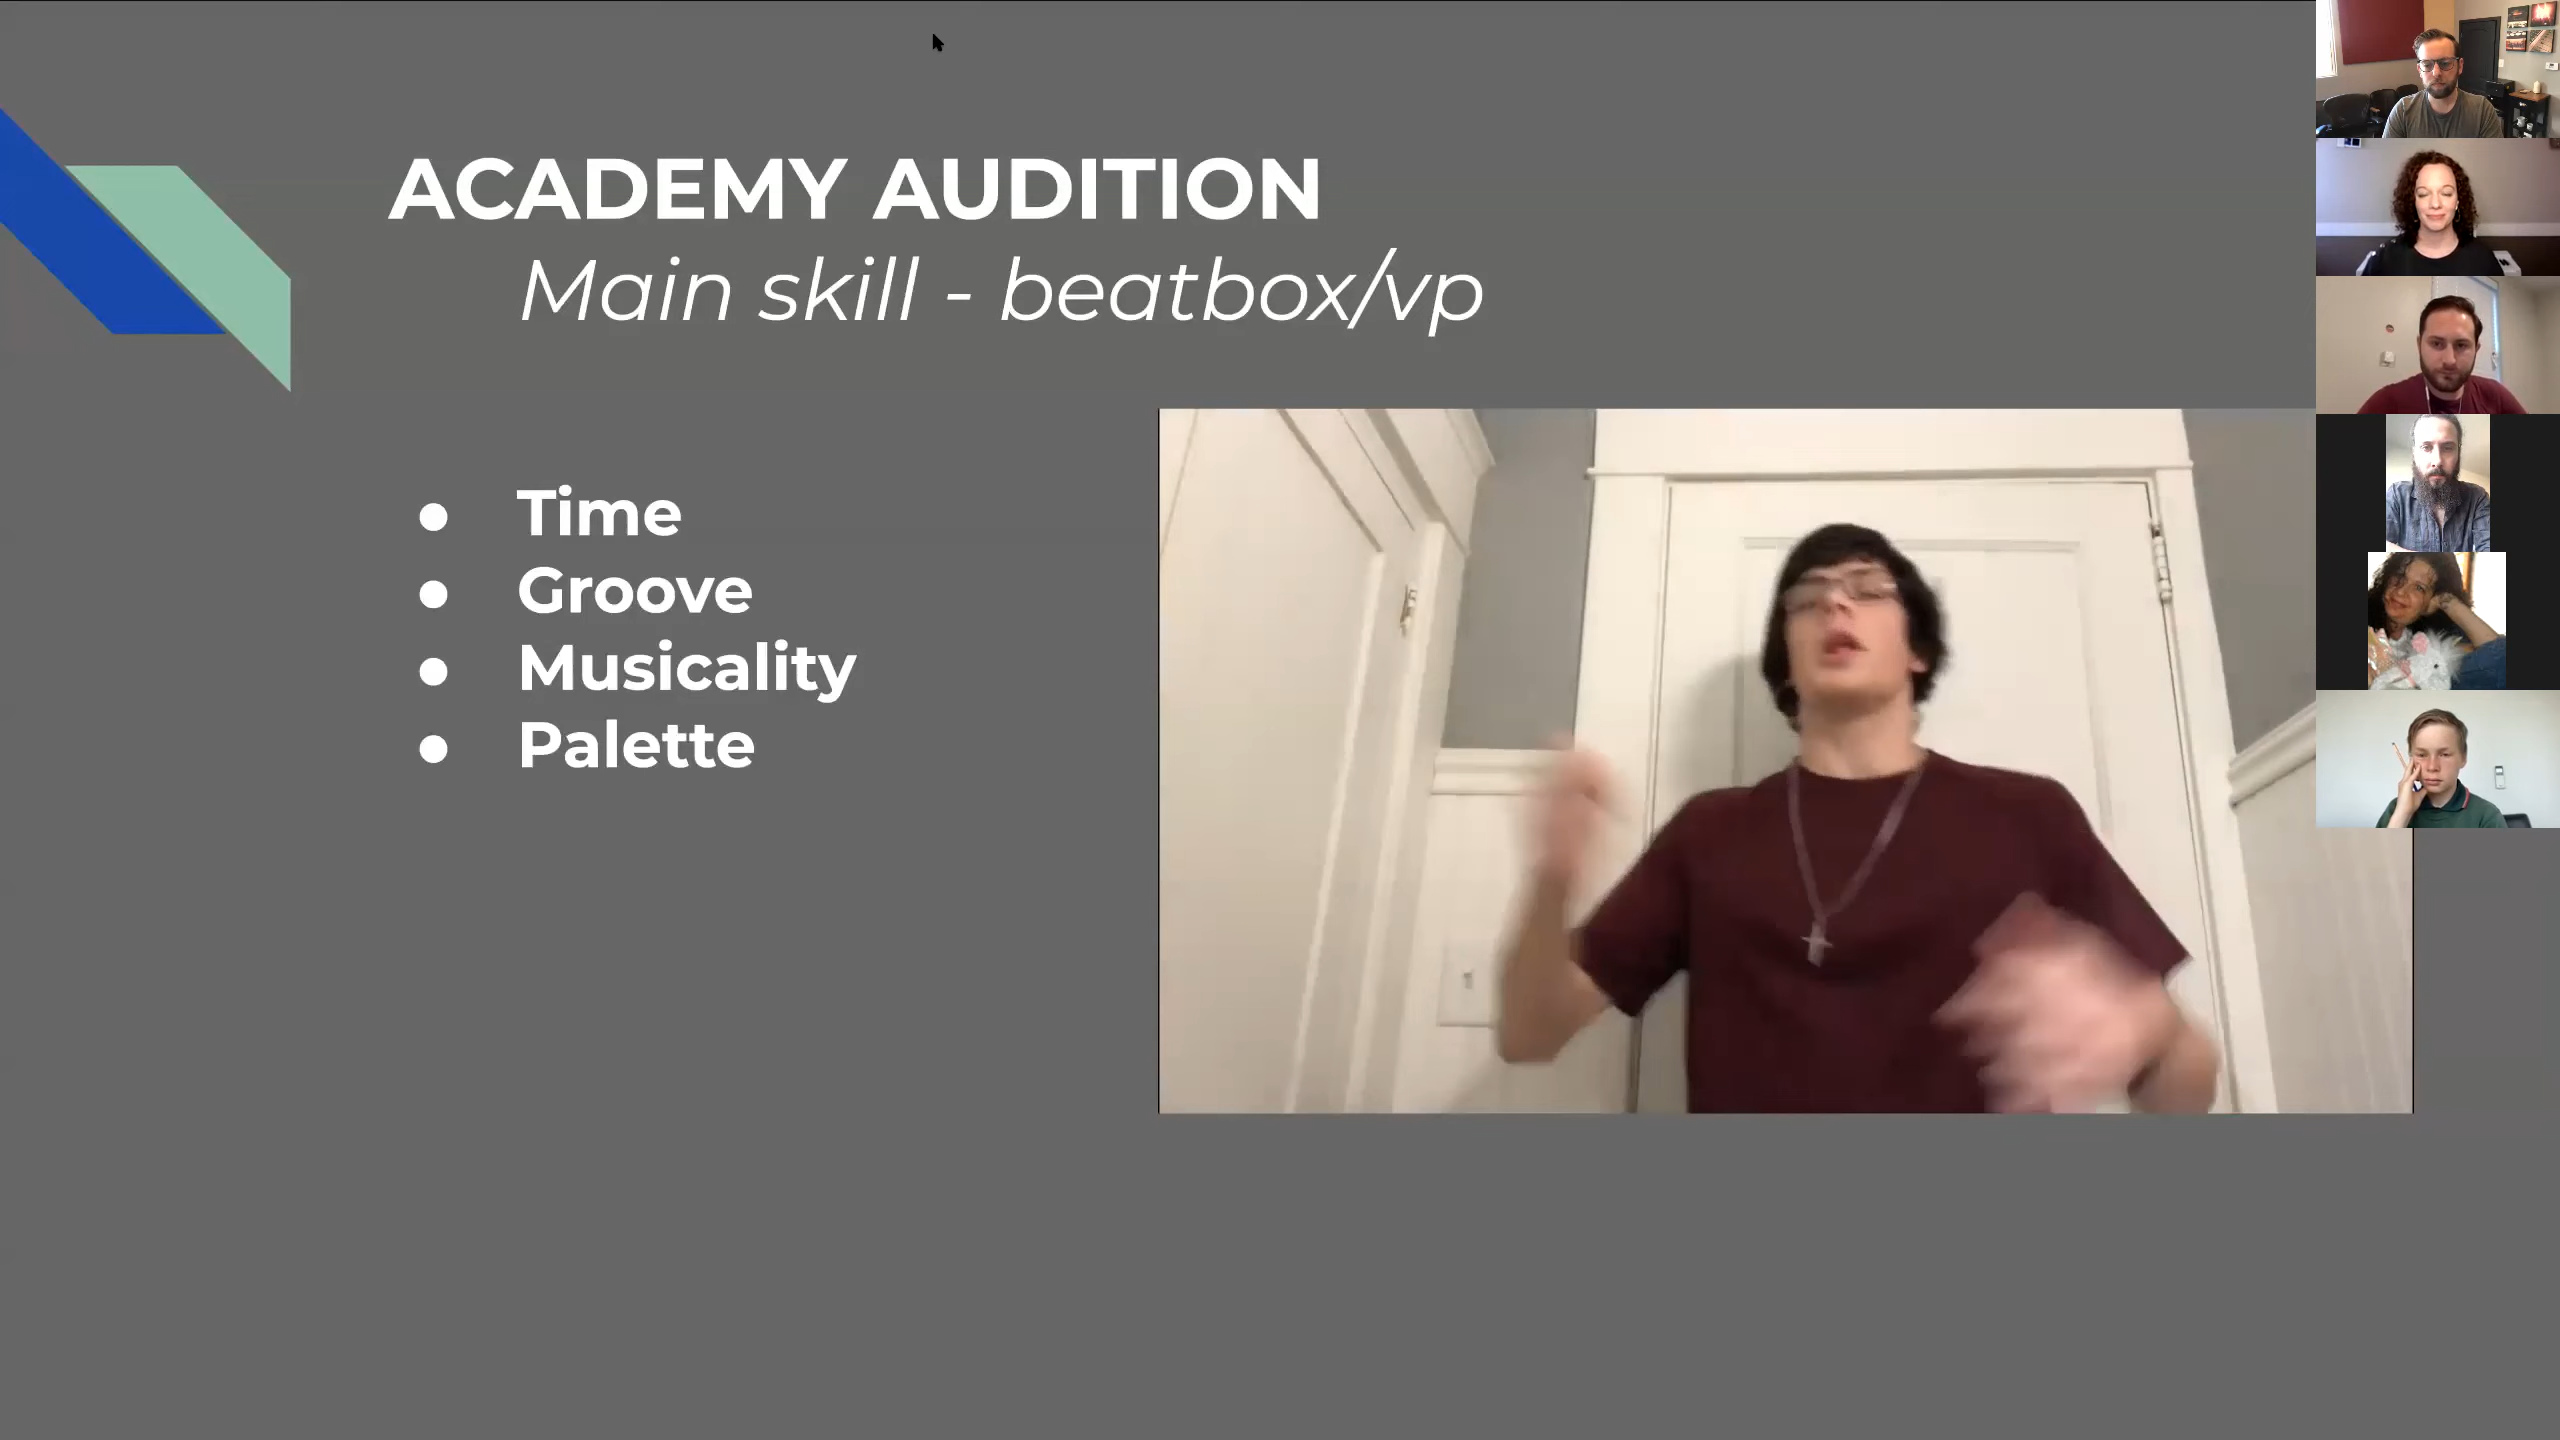 ACADEMY AUDITION
Main skill - beatbox/vp
● Time
● Groove
● Musicality
● Palette